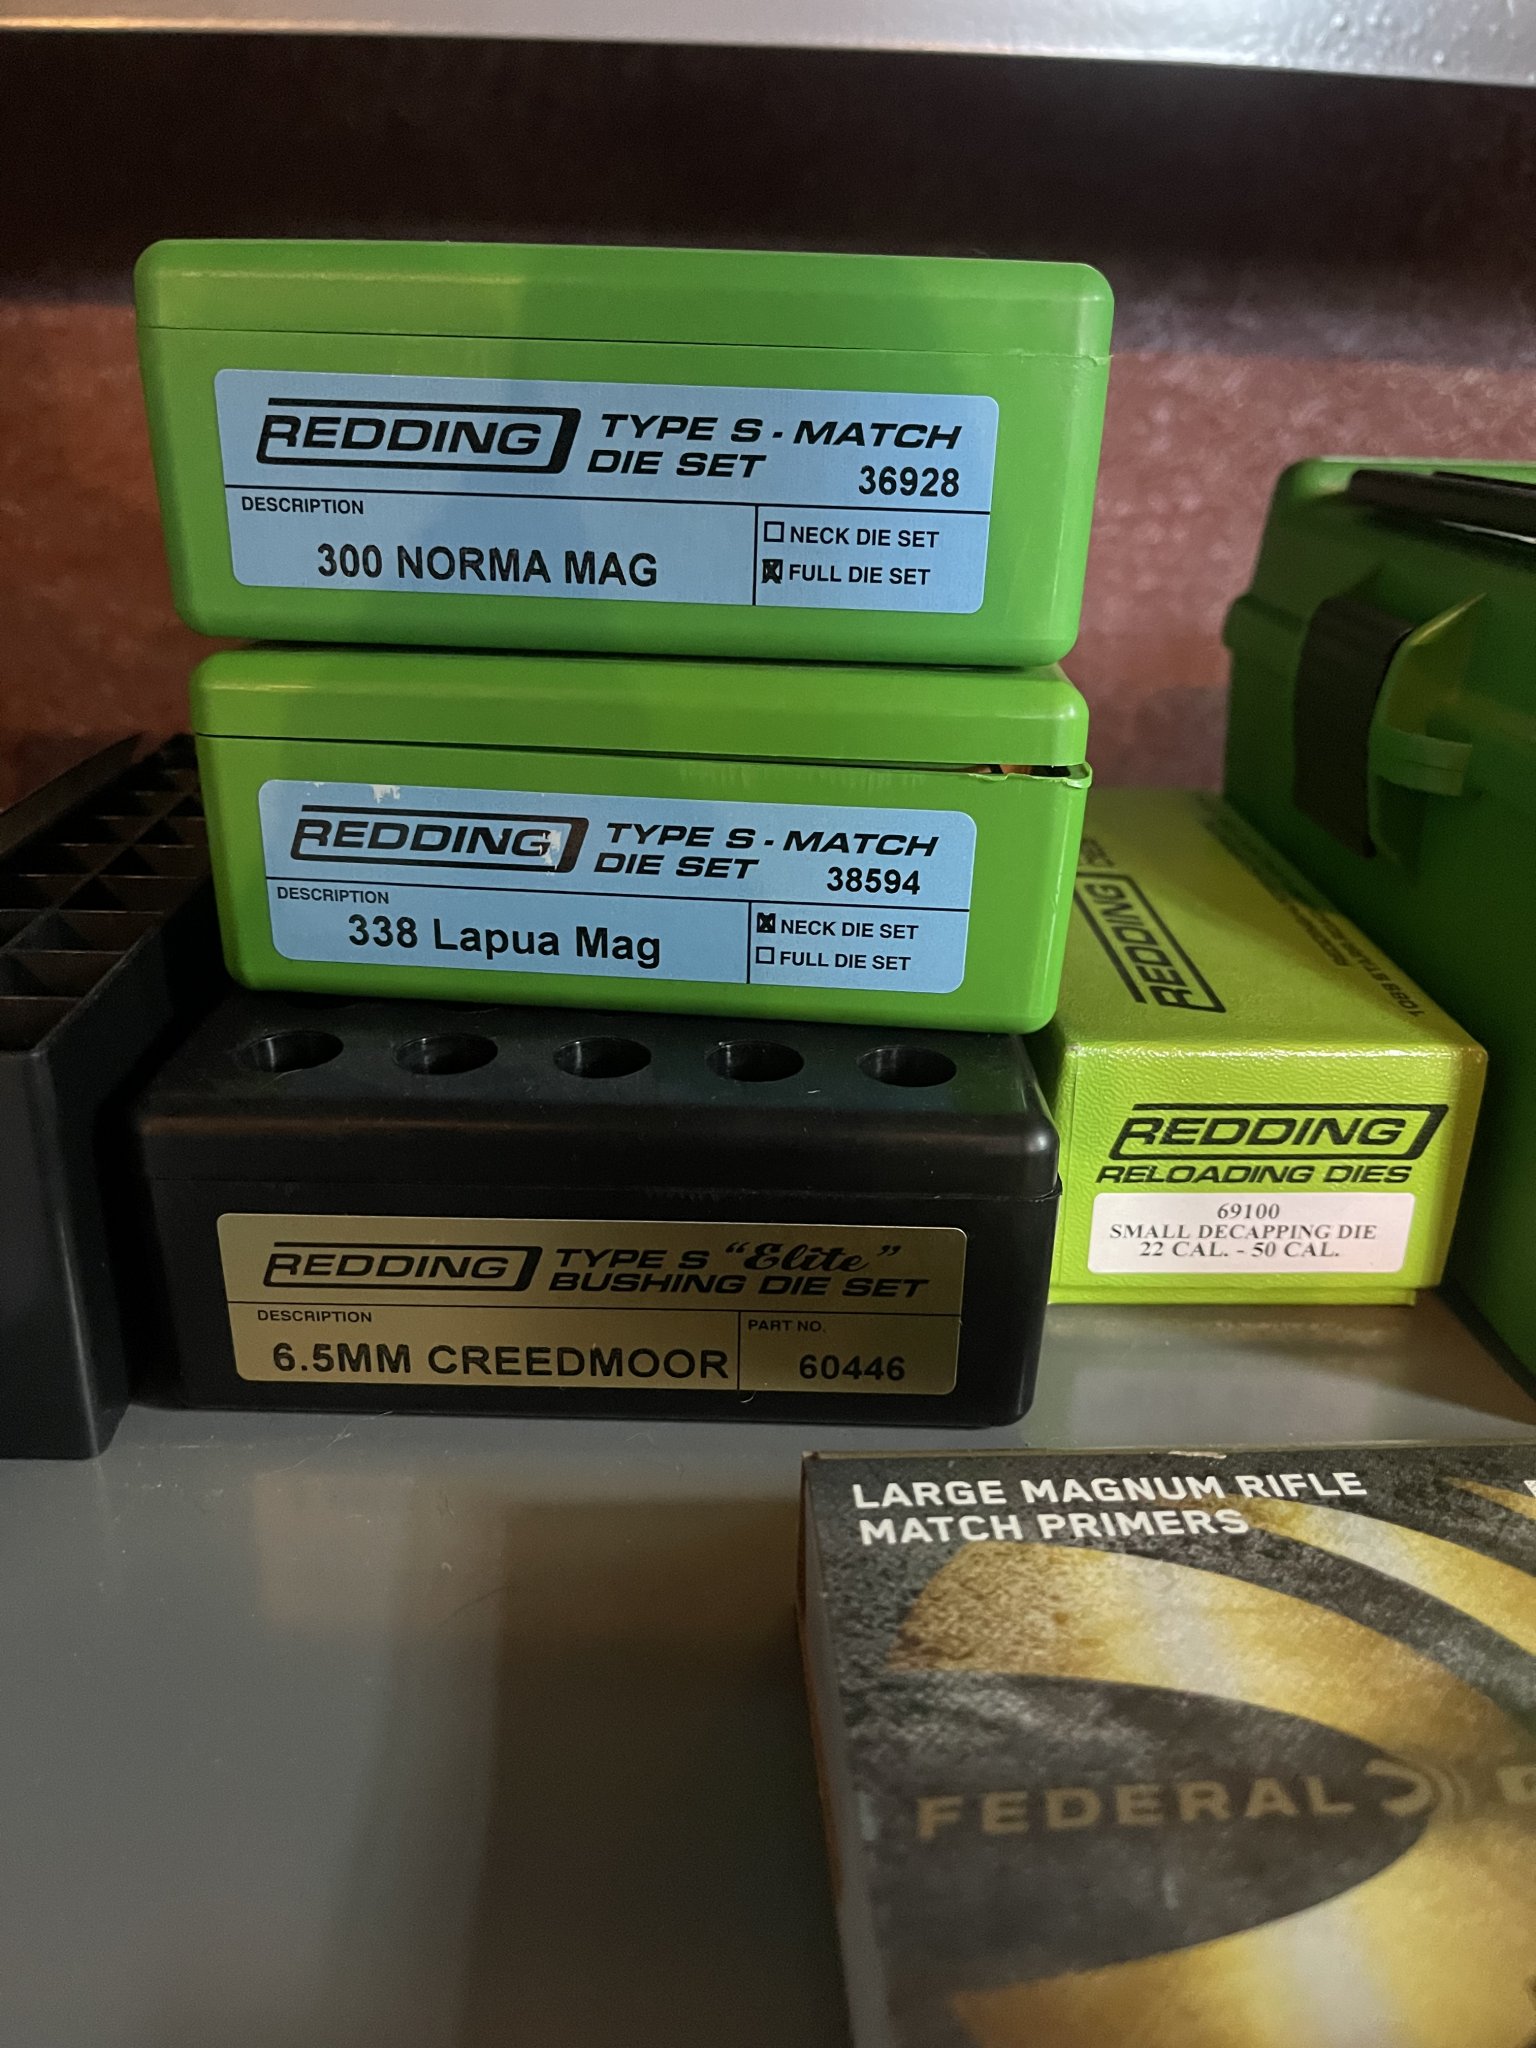 REDDING
TYPE S - MATCH
DIE SET
36928
DESCRIPTION
300 NORMA MAG
NECK DIE SET
FULL DIE SET
REDDING
TYPE S - MATCH
DIE SET
38594
DESCRIPTION
338 Lapua Mag
NECK DIE SET
FULL DIE SET
REDDING
TYPE S "Elite"
BUSHING DIE SET
DESCRIPTION
6.5MM CREEDMOOR
PART NO.
60446
REDDING
REDDING
RELOADING DIES
69100
SMALL DECAPPING DIE
22 CAL. - 50 CAL.
LARGE MAGNUM RIFLE
MATCH PRIMERS
FEDERAL